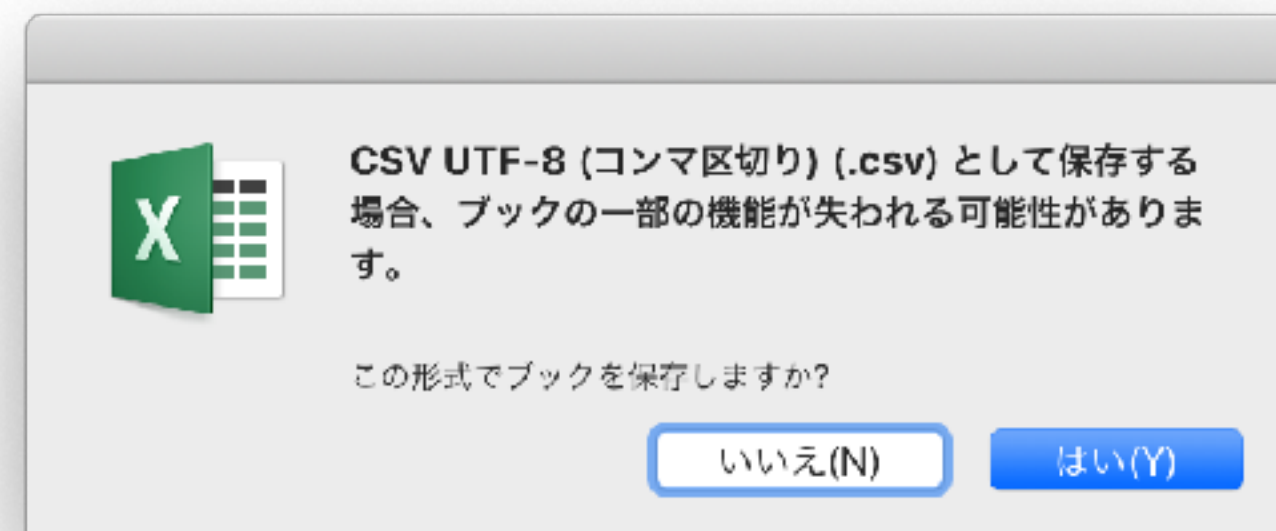 X
CSV UTF-8 (コンマ区切り) (.csv) として保存する
場合、ブックの一部の機能が失われる可能性がありま
す。
この形式でブックを保存しますか?
いいえ(N) はい(Y)